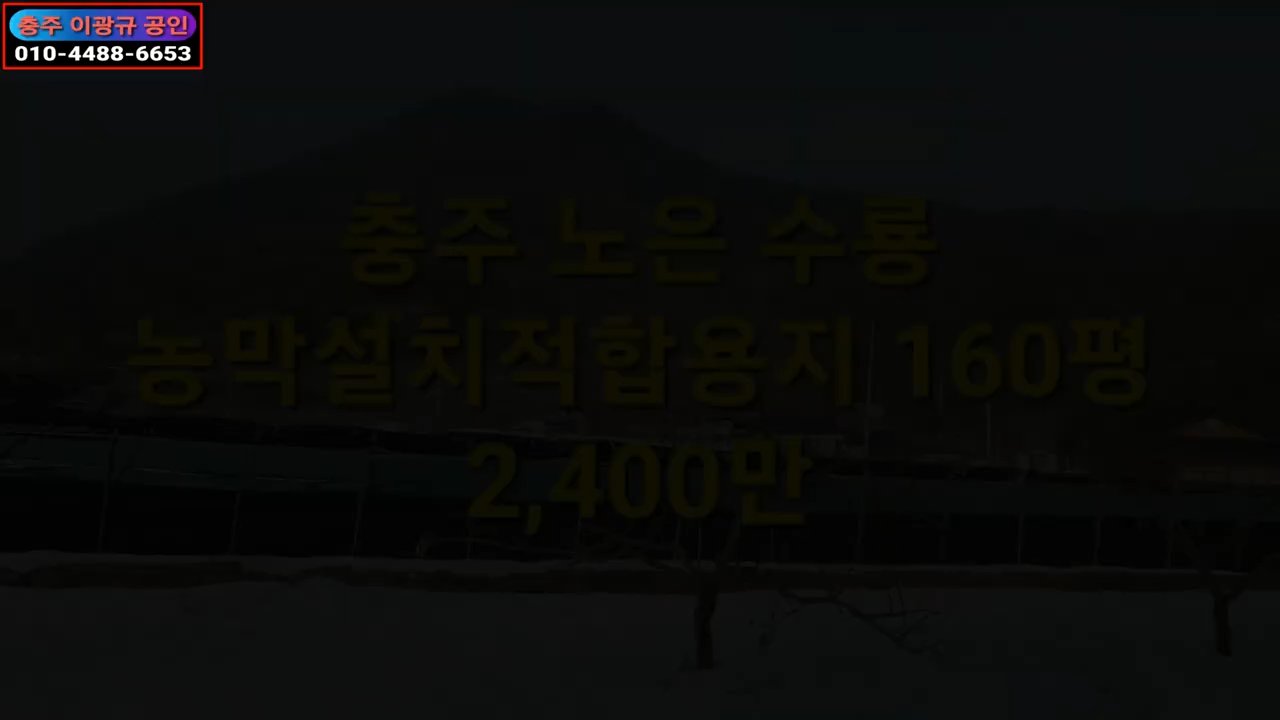 충주 이광규 공인
010-4488-6653
충주 노은 수룡
농막설치적합용지 160평
2,400만